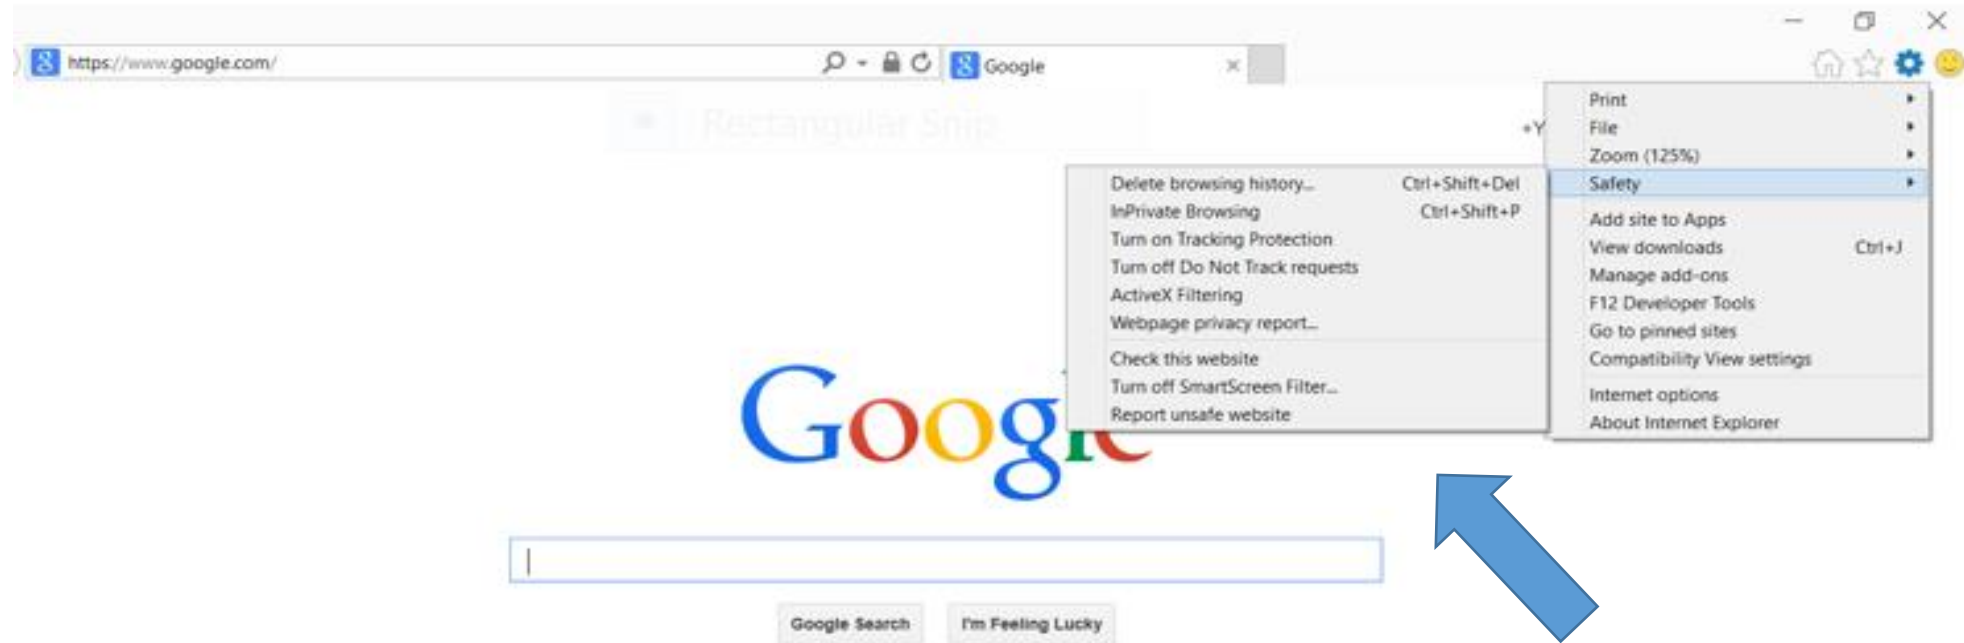 https://www.google.com/
Google
Rectangular Snip
+Y
Print
File
Zoom (125%)
Safety
Add site to Apps
View downloads Ctrl+J
Manage add-ons
F12 Developer Tools
Go to pinned sites
Compatibility View settings
Internet options
About Internet Explorer
Delete browsing history... Ctrl+Shift+Del
InPrivate Browsing Ctrl+Shift+P
Turn on Tracking Protection
Turn off Do Not Track requests
ActiveX Filtering
Webpage privacy report...
Check this website
Turn off SmartScreen Filter...
Report unsafe website
Google
Google Search
I'm Feeling Lucky